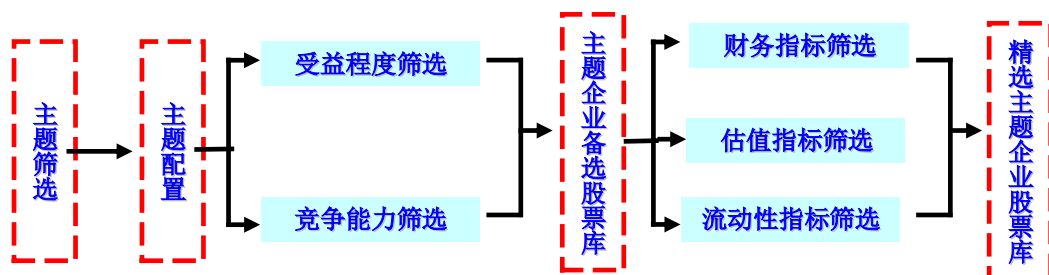 主题筛选
主题配置
受益程度筛选
竞争能力筛选
主题企业备选股票库
财务指标筛选
估值指标筛选
流动性指标筛选
精选主题企业股票库